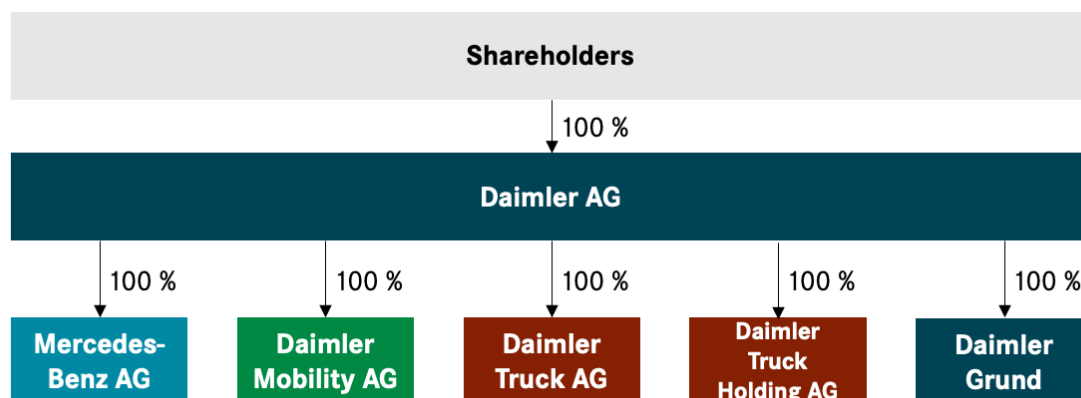 Shareholders
100 %
Daimler AG
100 %
100 %
100 %
100 %
100 %
Mercedes-
Benz AG
Daimler
Mobility AG
Daimler
Truck AG
Daimler
Truck
Holding AG
Daimler
Grund